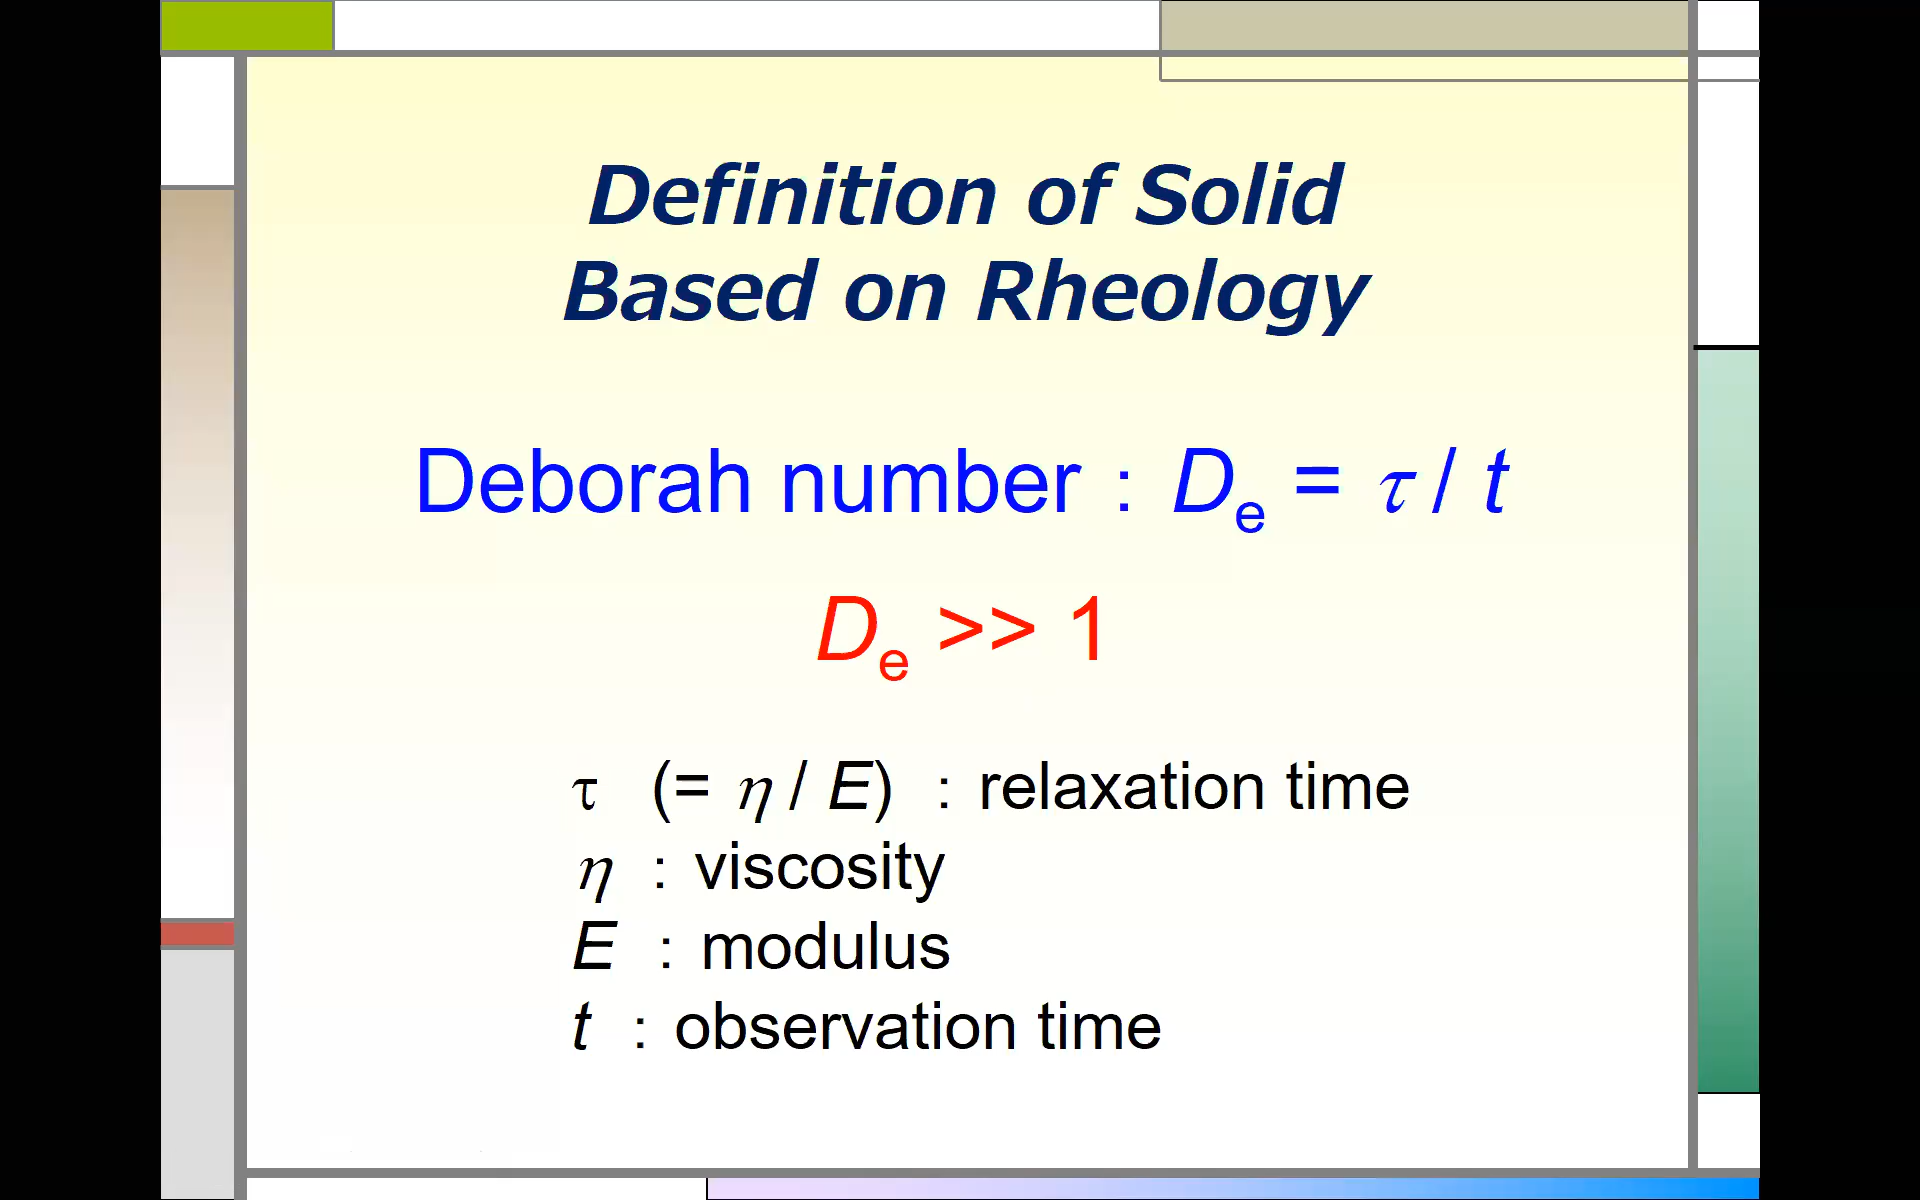 Definition of Solid
Based on Rheology
Deborah number : Dₑ = τ / t
Dₑ >> 1
τ (= η / E) : relaxation time
η : viscosity
E : modulus
t : observation time